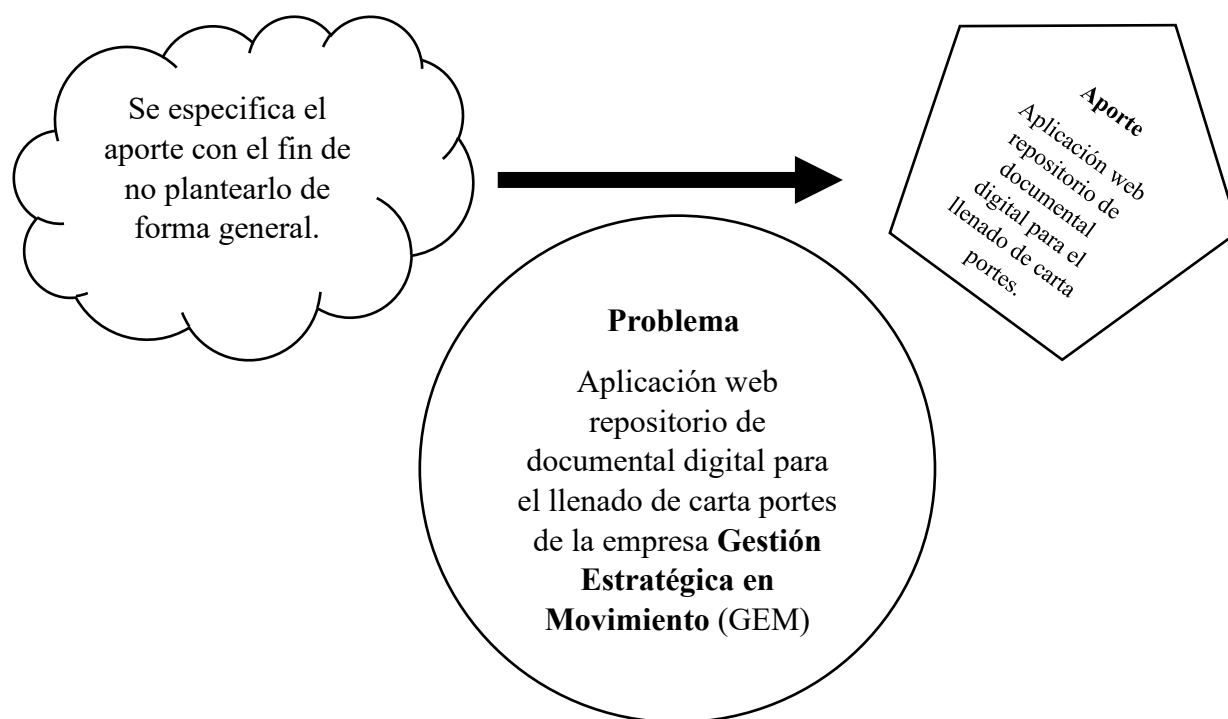 Se especifica el
aporte con el fin de
no plantearlo de
forma general.
Aporte
Aplicación web
repositorio de
documental
digital para el
llenado de carta
portes.
Problema
Aplicación web
repositorio de
documental digital para
el llenado de carta portes
de la empresa Gestión
Estratégica en
Movimiento (GEM)